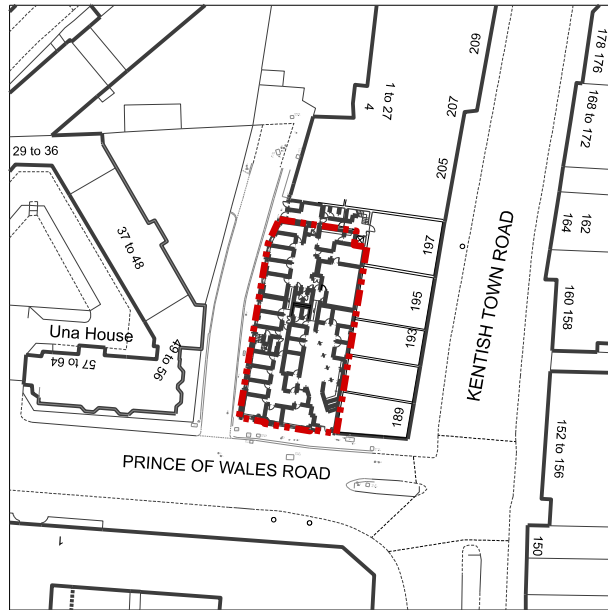 209
178 176
1 to 27
4
207
168 to 172
29 to 36
205
37 to 48
197
KENTISH TOWN ROAD
164
162
195
160 158
Una House
193
49 to 56
57 to 64
189
152 to 156
PRINCE OF WALES ROAD
150
1